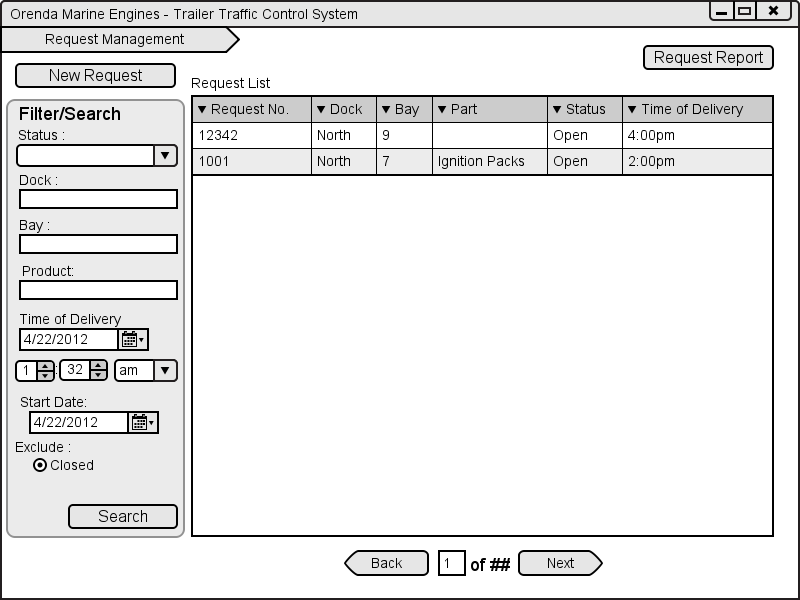 Orenda Marine Engines - Trailer Traffic Control System
Request Management
Request Report
New Request
Request List
Filter/Search
Status :
Dock :
Bay :
Product:
Time of Delivery
4/22/2012
1 : 32 am
Start Date:
4/22/2012
Exclude :
Closed
Search
Request No. Dock Bay Part Status Time of Delivery
12342 North 9 Open 4:00pm
1001 North 7 Ignition Packs Open 2:00pm
Back 1 of ## Next